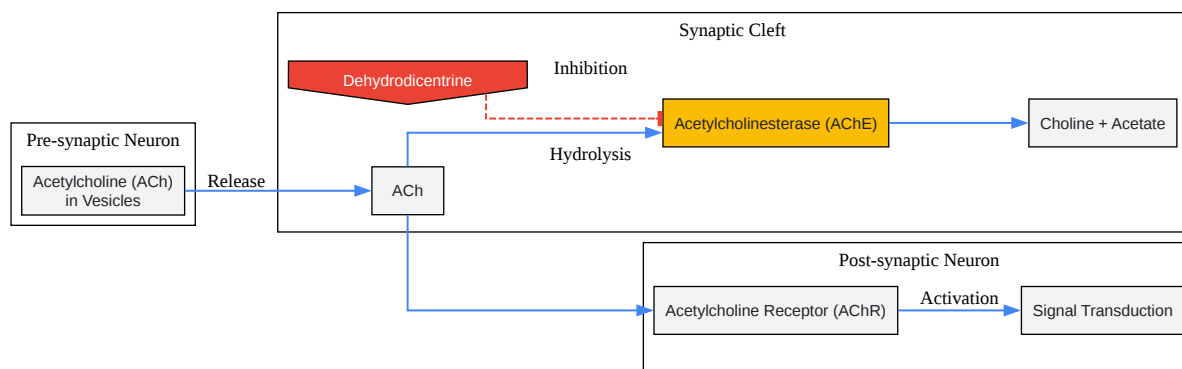 Synaptic Cleft
Dehydrodicentrine
Inhibition
Acetylcholinesterase (AChE)
Choline + Acetate
Hydrolysis
Pre-synaptic Neuron
Acetylcholine (ACh)
in Vesicles
Release
ACh
Post-synaptic Neuron
Acetylcholine Receptor (AChR)
Activation
Signal Transduction